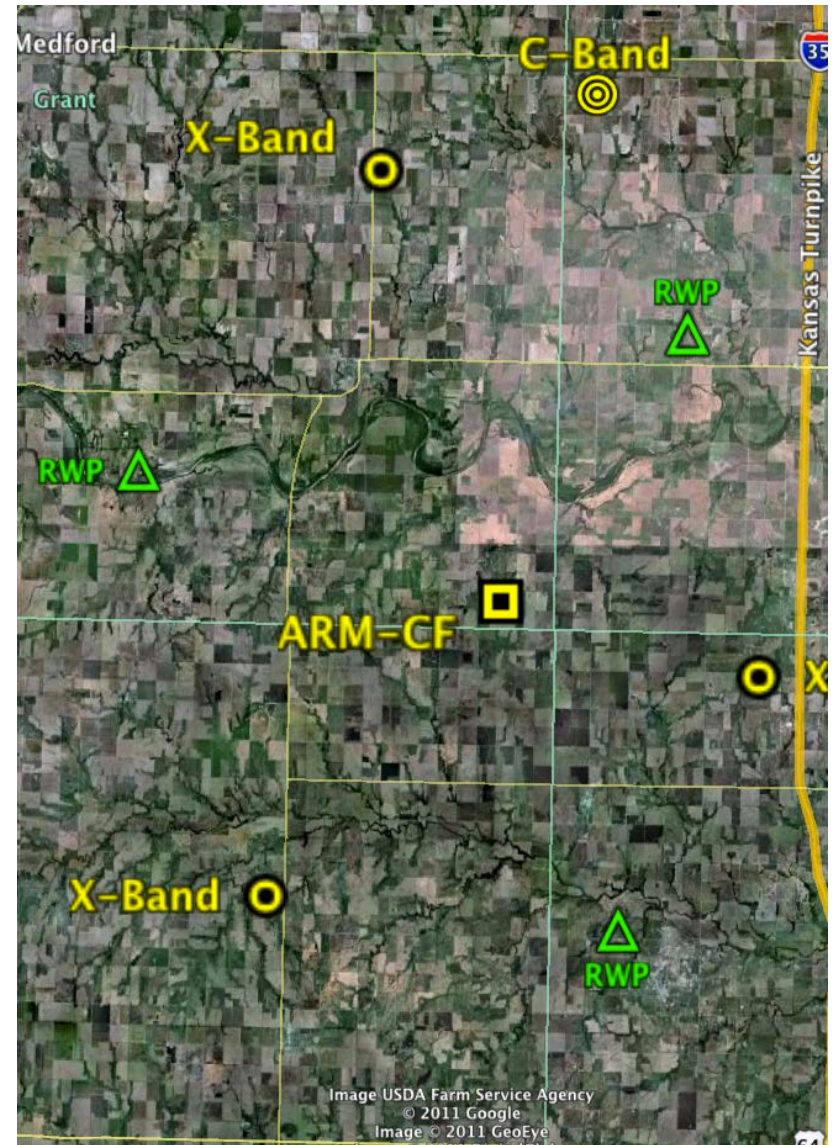 Medford
C-Band
35
Grant
X-Band
Kansas Turnpike
RWP
RWP
ARM-CF
X
X-Band
RWP
Image USDA Farm Service Agency
© 2011 Google
Image © 2011 GeoEye
64